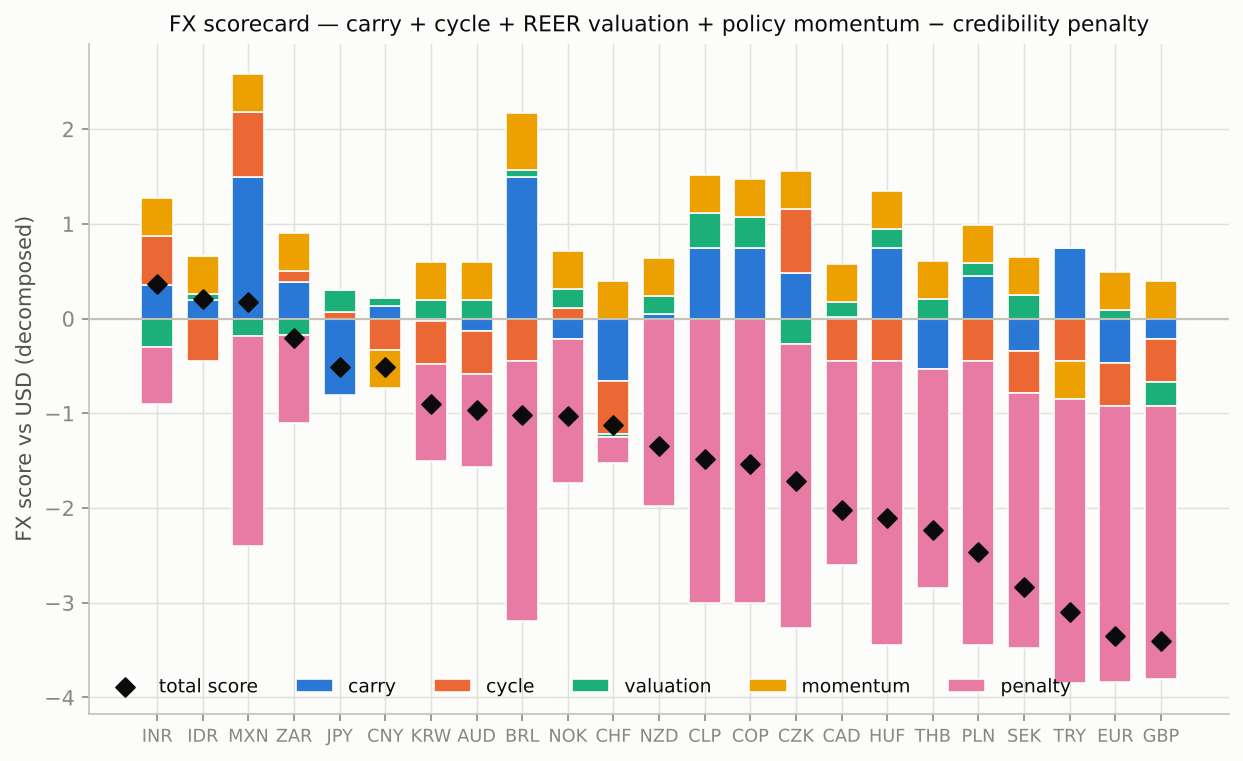 FX scorecard — carry + cycle + REER valuation + policy momentum − credibility penalty
FX score vs USD (decomposed)
2
1
0
−1
−2
−3
−4
total score carry cycle valuation momentum penalty
INR IDR MXN ZAR JPY CNY KRW AUD BRL NOK CHF NZD CLP COP CZK CAD HUF THB PLN SEK TRY EUR GBP